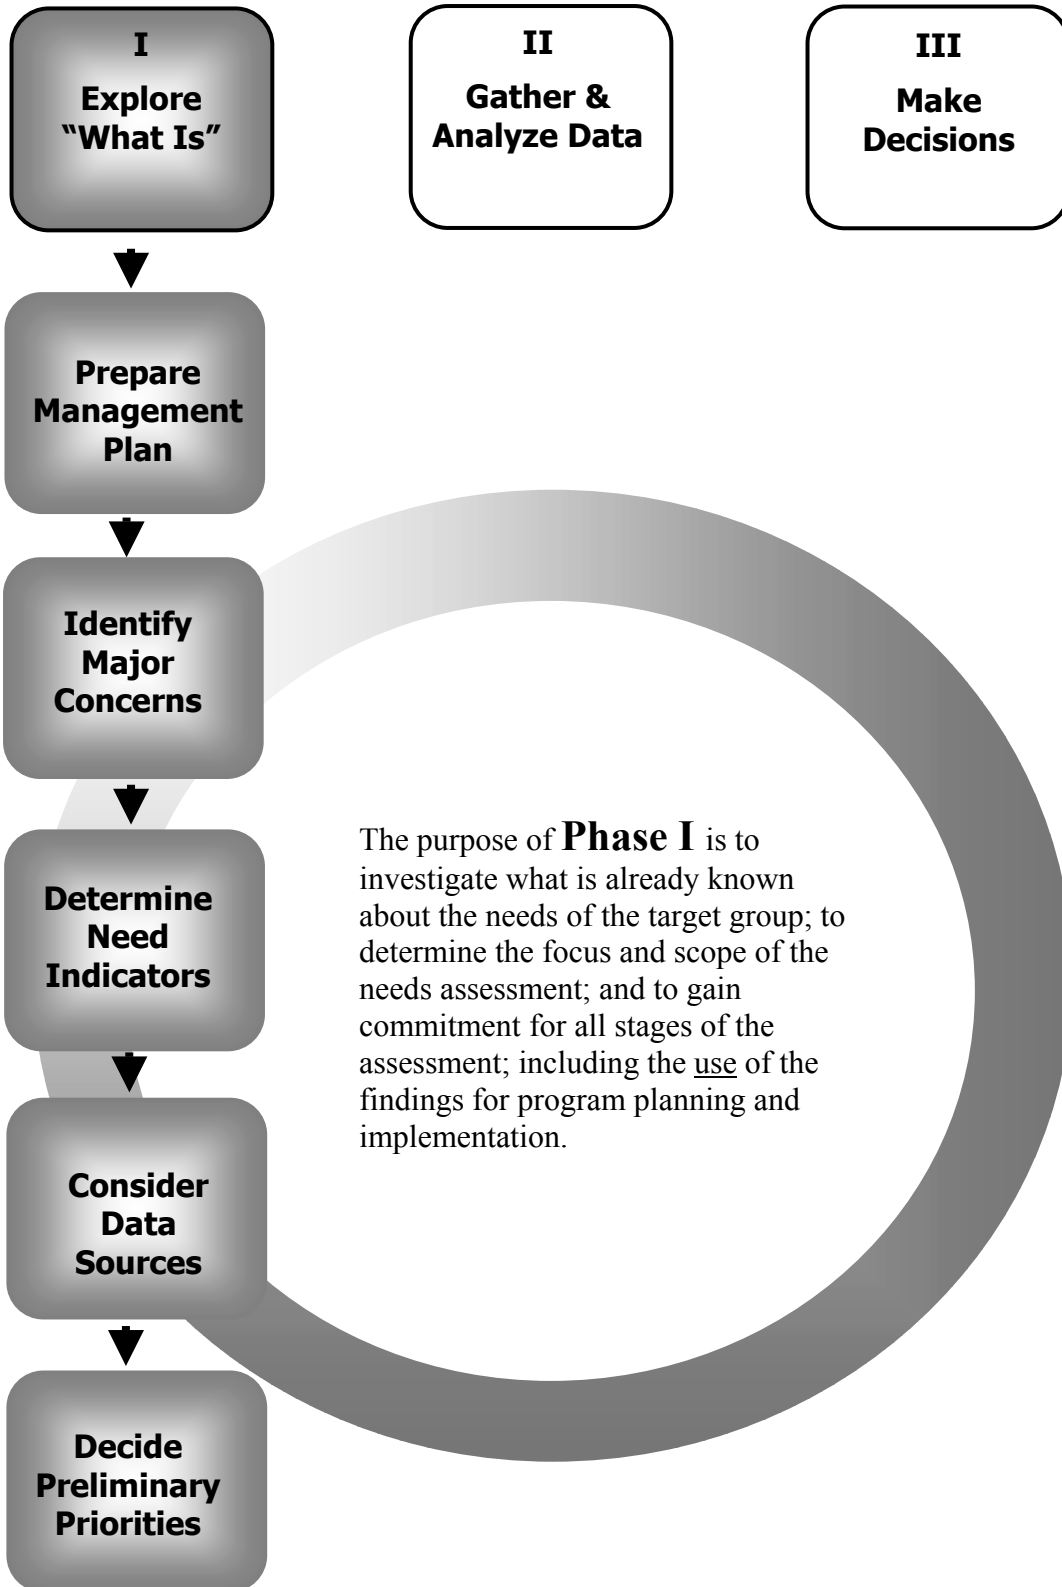 I
Explore
“What Is”
II
Gather &
Analyze Data
III
Make
Decisions
Prepare
Management
Plan
Identify
Major
Concerns
Determine
Need
Indicators
Consider
Data
Sources
Decide
Preliminary
Priorities
The purpose of Phase I is to
investigate what is already known
about the needs of the target group; to
determine the focus and scope of the
needs assessment; and to gain
commitment for all stages of the
assessment; including the use of the
findings for program planning and
implementation.